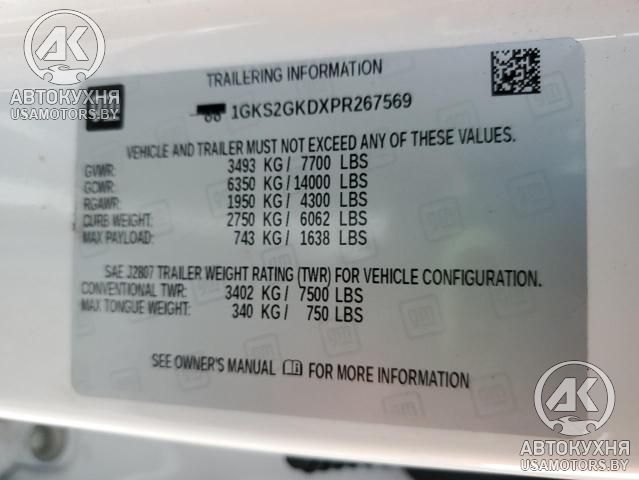 AK
АВТОКУХНЯ
USAMOTORS.BY
TRAILERING INFORMATION
1GKS2GKDXPR267569
VEHICLE AND TRAILER MUST NOT EXCEED ANY OF THESE VALUES.
GVWR: 3493 KG / 7700 LBS
GCWR: 6350 KG / 14000 LBS
RGAWR: 1950 KG / 4300 LBS
CURB WEIGHT: 2750 KG / 6062 LBS
MAX PAYLOAD: 743 KG / 1638 LBS
SAE J2807 TRAILER WEIGHT RATING (TWR) FOR VEHICLE CONFIGURATION.
CONVENTIONAL TWR: 3402 KG / 7500 LBS
MAX TONGUE WEIGHT: 340 KG / 750 LBS
SEE OWNER'S MANUAL FOR MORE INFORMATION
AK
АВТОКУХНЯ
USAMOTORS.BY